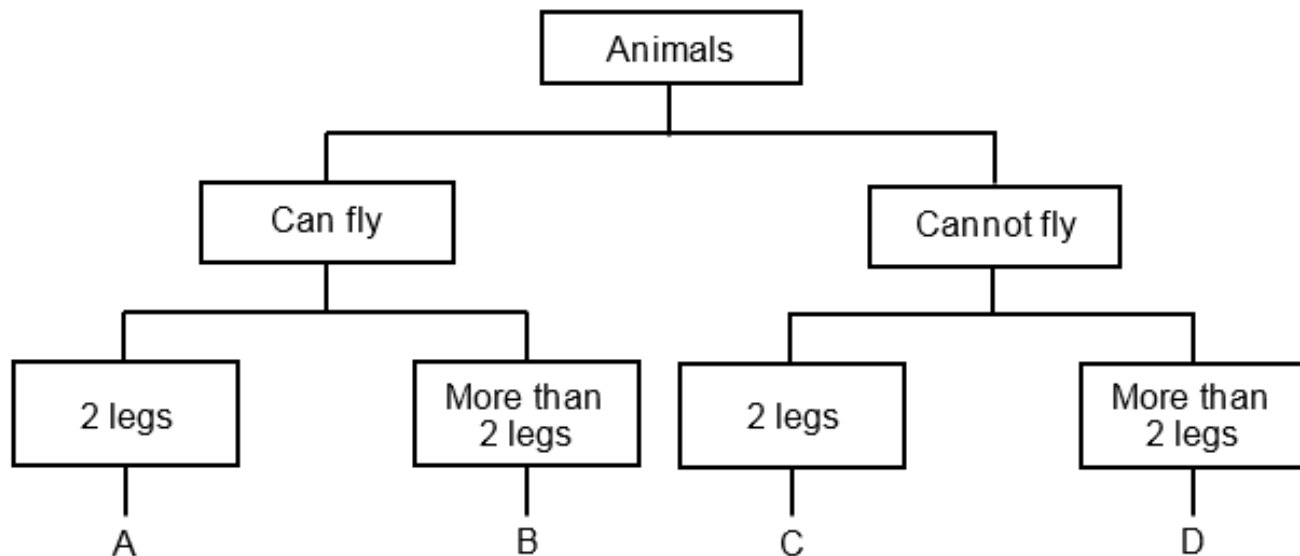 Animals
Can fly
Cannot fly
2 legs
More than
2 legs
2 legs
More than
2 legs
A
B
C
D